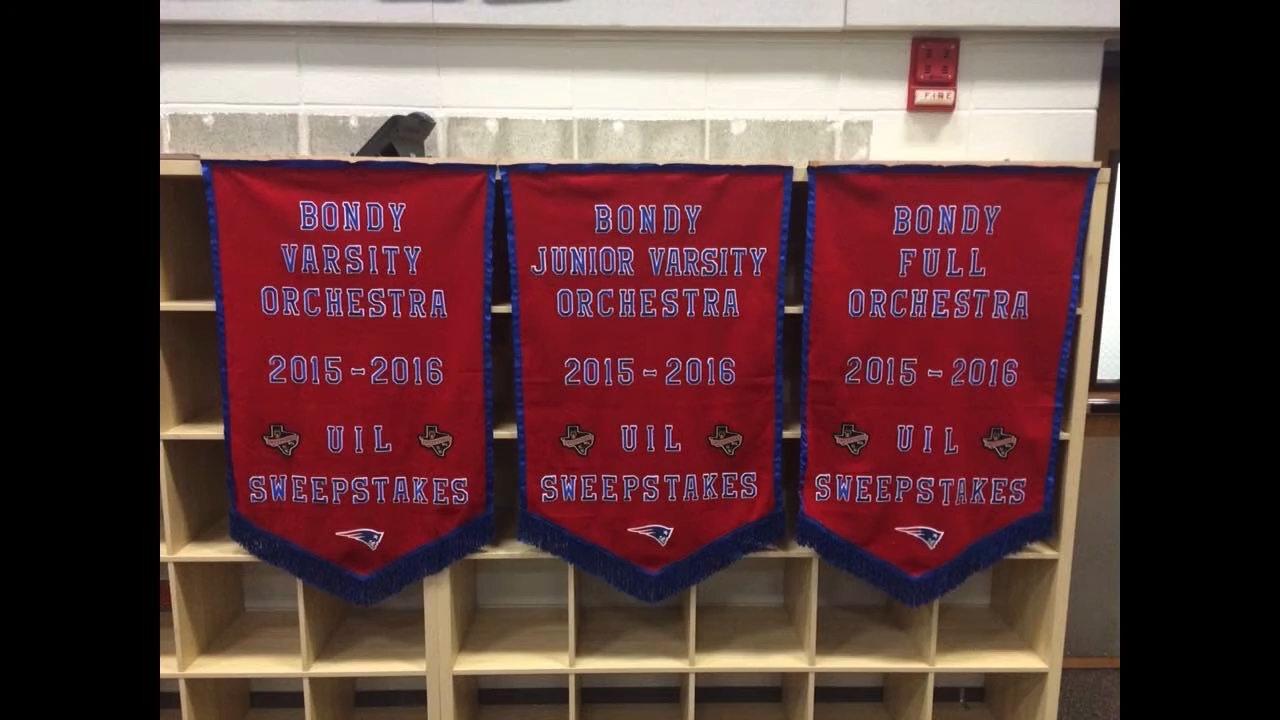 FIRE
BONDY
VARSITY
ORCHESTRA
2015-2016
UIL
SWEEPSTAKES
BONDY
JUNIOR VARSITY
ORCHESTRA
2015-2016
UIL
SWEEPSTAKES
BONDY
FULL
ORCHESTRA
2015-2016
UIL
SWEEPSTAKES